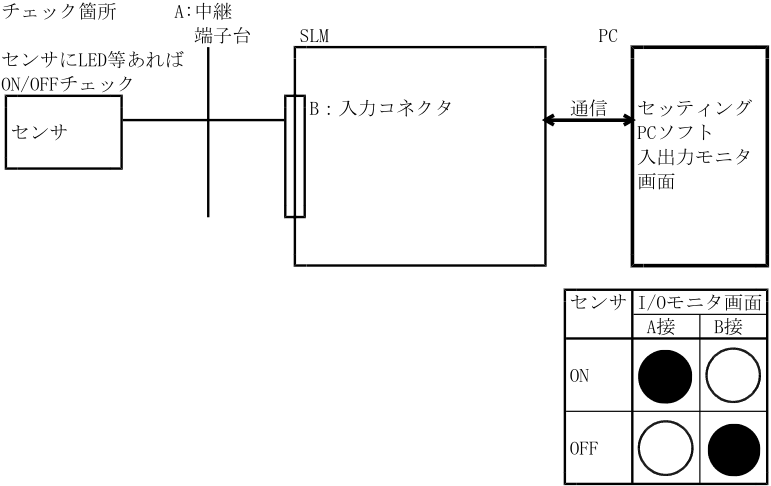 チェック箇所
A:中継
端子台
センサにLED等あれば
ON/OFFチェック
センサ
SLM
B：入力コネクタ
通信
PC
セッティング
PCソフト
入出力モニタ
画面
センサ I/Oモニタ画面
A接 B接
ON
OFF